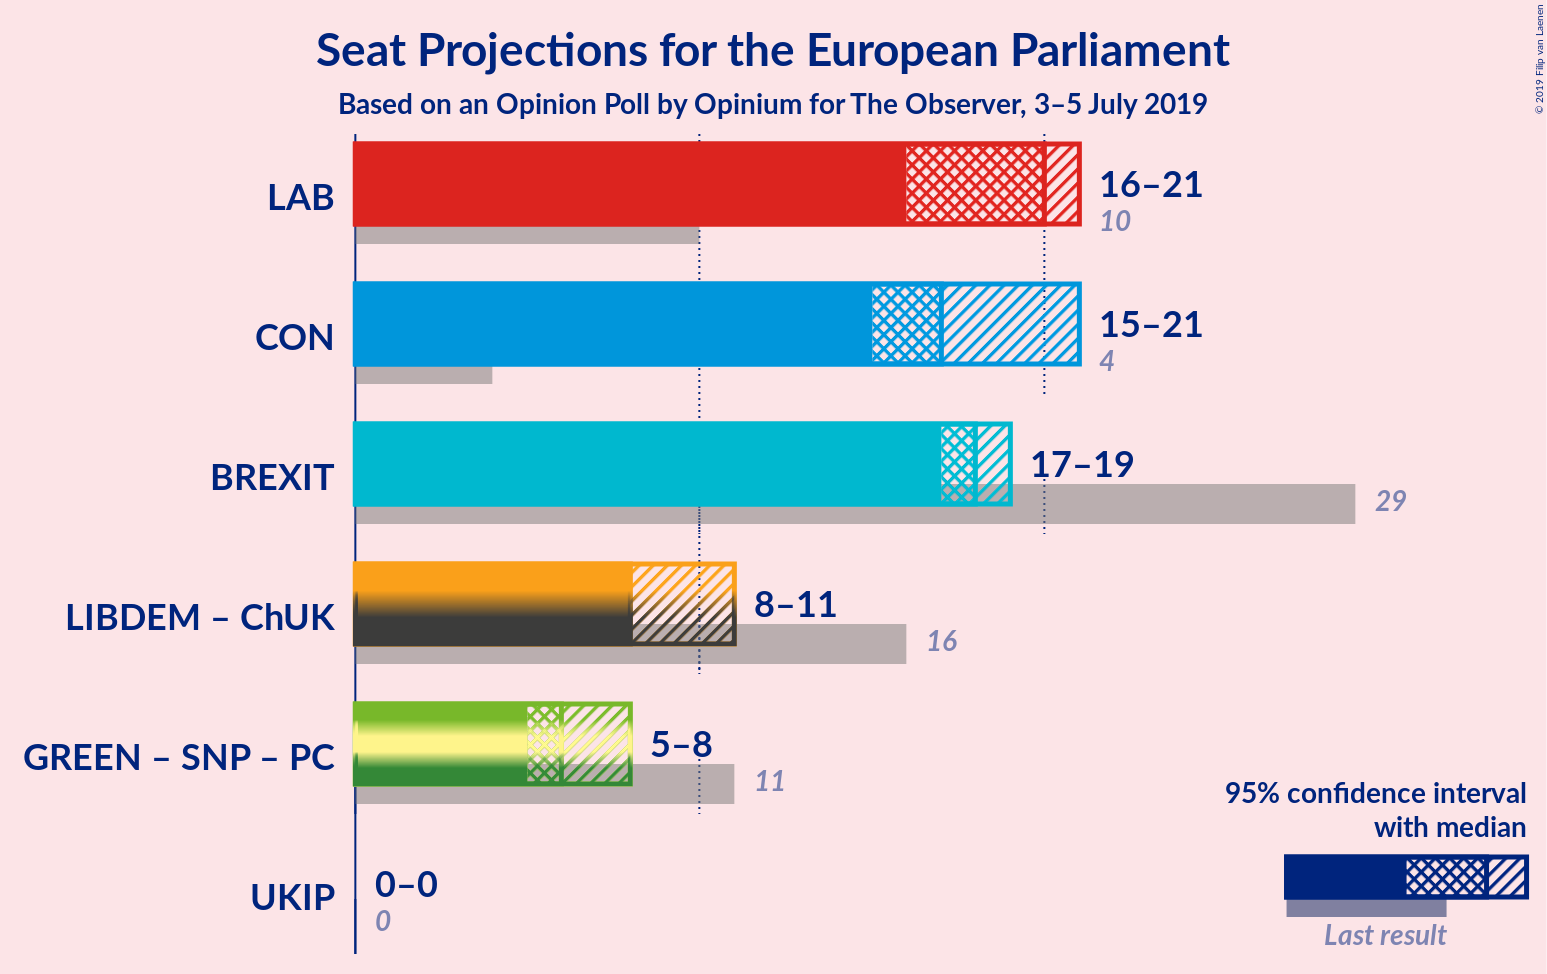 Seat Projections for the European Parliament
Based on an Opinion Poll by Opinium for The Observer, 3–5 July 2019
© 2019 Filip van Laenen
LAB
16–21
10
CON
15–21
4
BREXIT
17–19
29
LIBDEM – ChUK
8–11
16
GREEN – SNP – PC
5–8
11
UKIP
0–0
0
95% confidence interval
with median
Last result